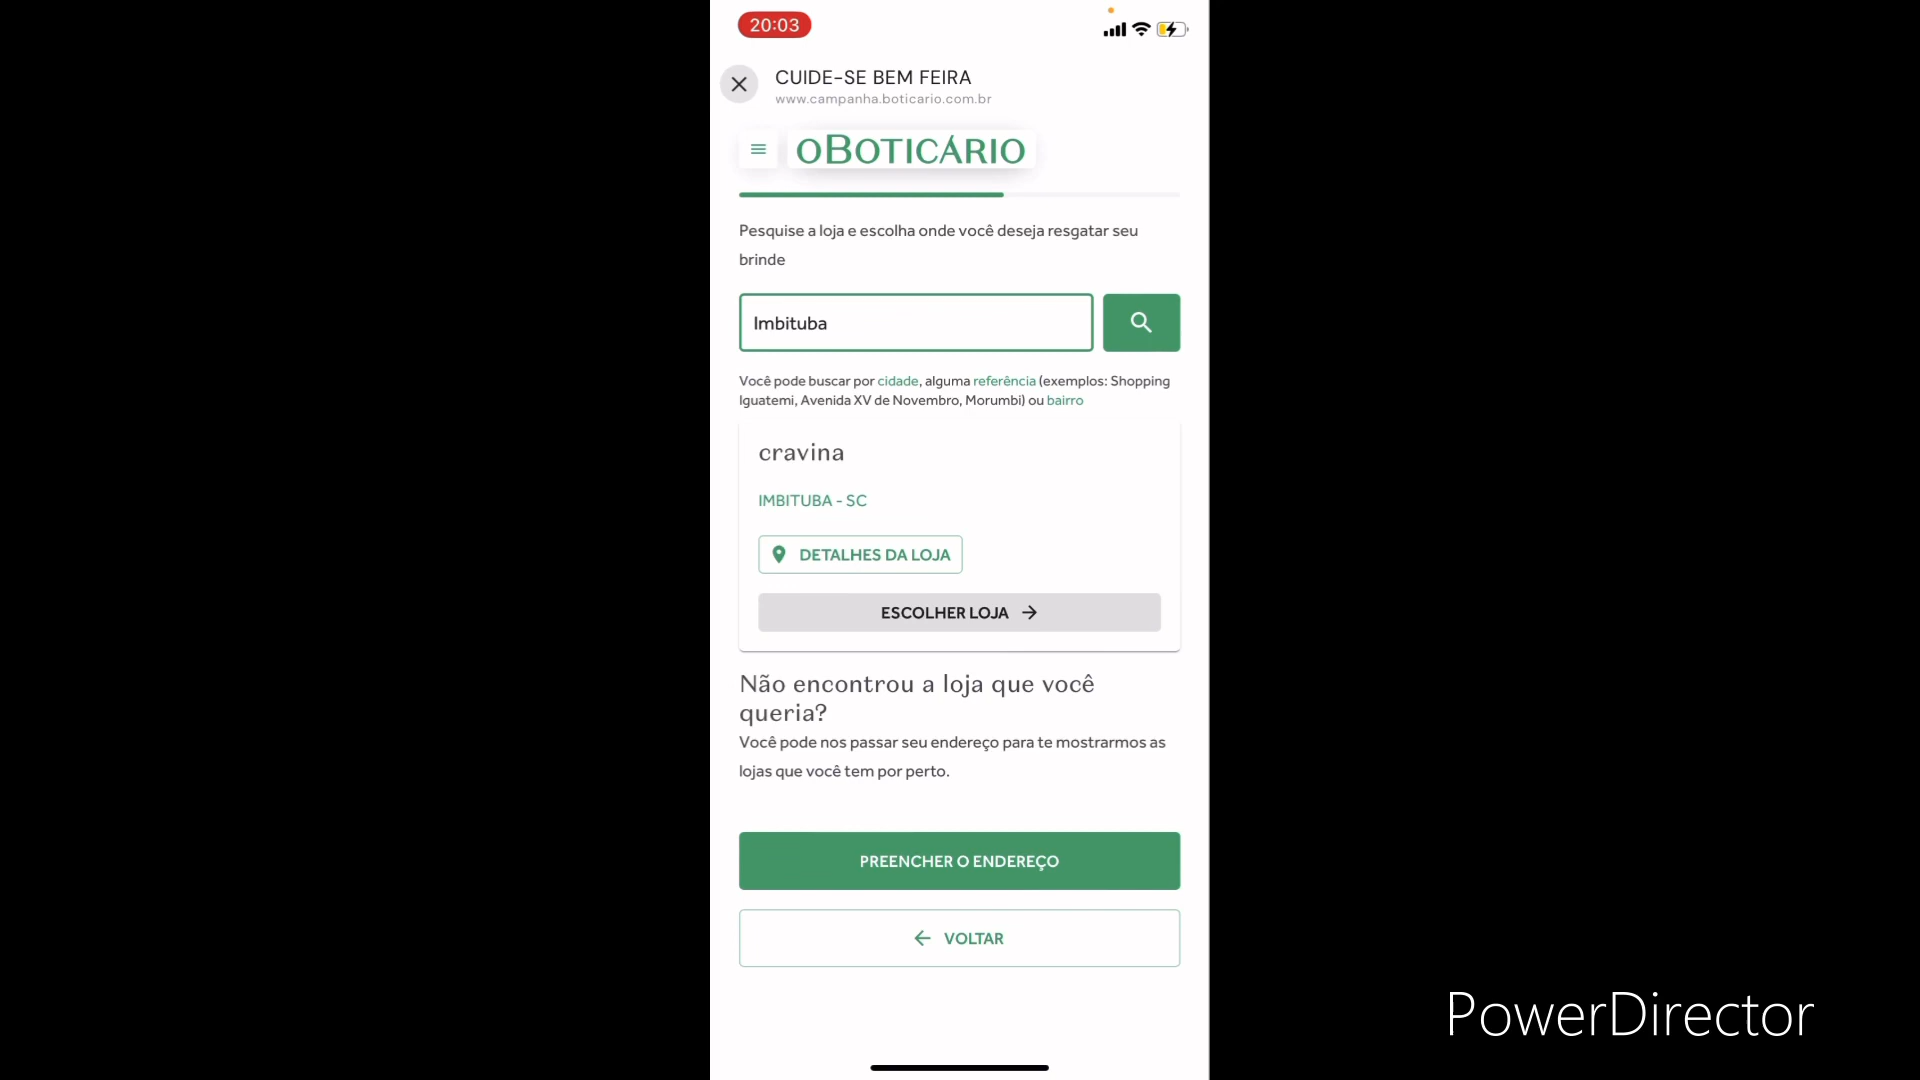 20:03
CUIDE-SE BEM FEIRA
www.campanha.boticario.com.br
oBOTICÁRIO
Pesquise a loja e escolha onde você deseja resgatar seu
brinde
Imbituba
Você pode buscar por cidade, alguma referência (exemplos: Shopping
Iguatemi, Avenida XV de Novembro, Morumbi) ou bairro
cravina
IMBITUBA - SC
DETALHES DA LOJA
ESCOLHER LOJA
Não encontrou a loja que você
queria?
Você pode nos passar seu endereço para te mostrarmos as
lojas que você tem por perto.
PREENCHER O ENDEREÇO
VOLTAR
PowerDirector